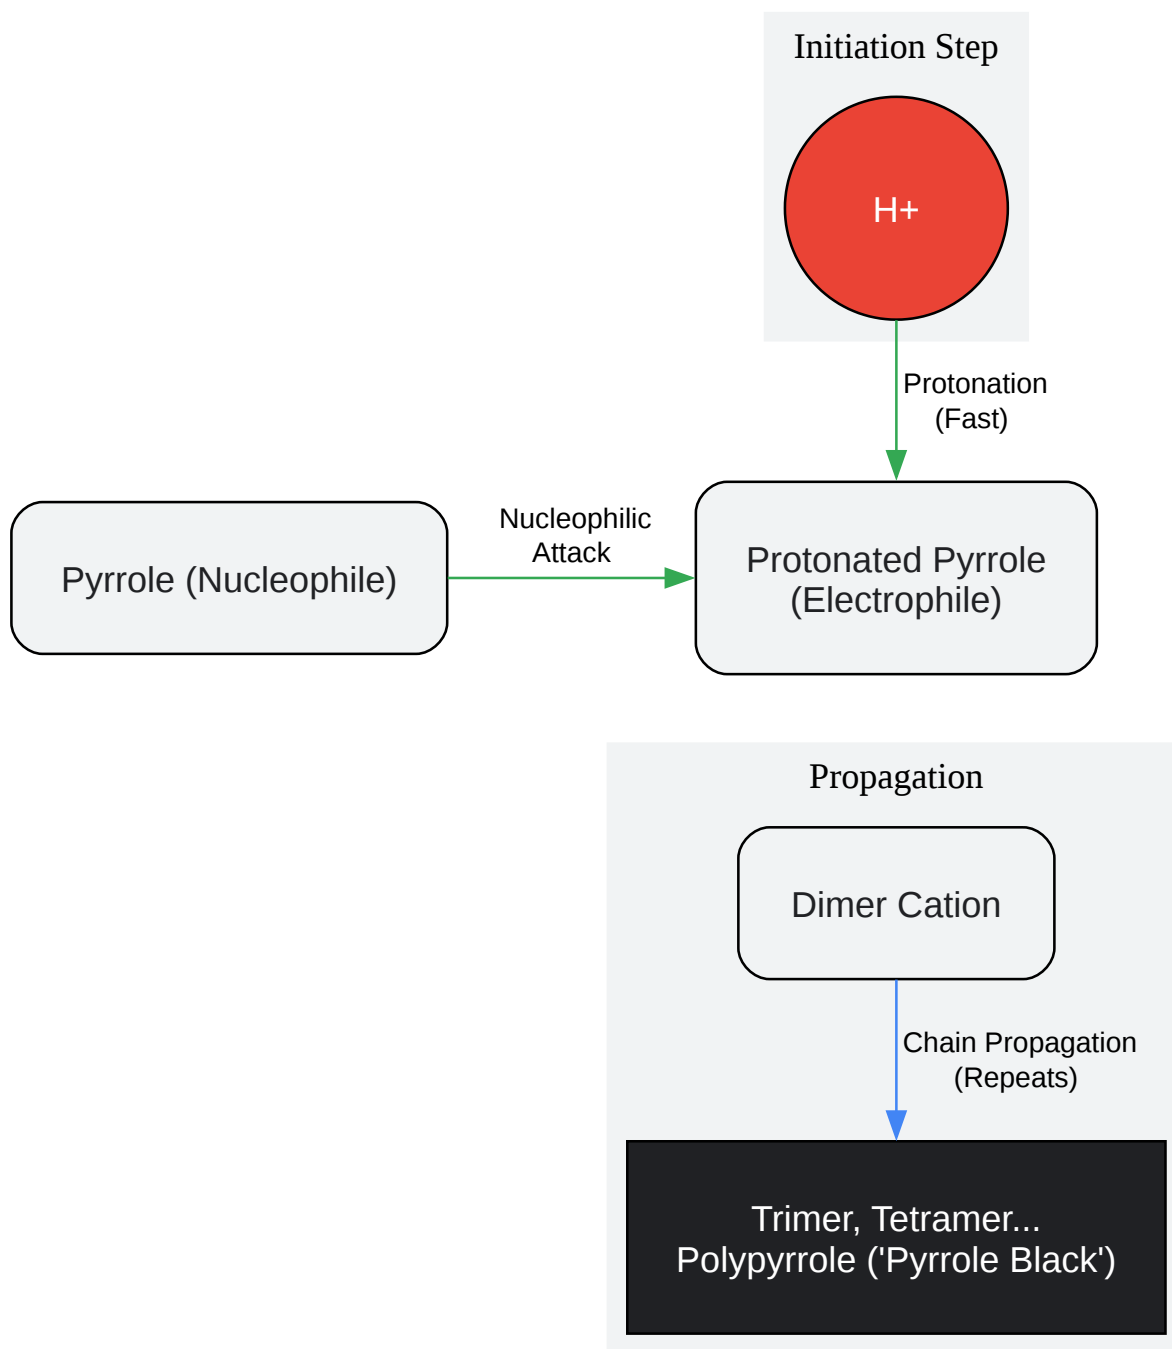 Initiation Step
H+
Protonation
(Fast)
Nucleophilic
Attack
Pyrrole (Nucleophile)
Protonated Pyrrole
(Electrophile)
Propagation
Dimer Cation
Chain Propagation
(Repeats)
Trimer, Tetramer...
Polypyrrole ('Pyrrole Black')